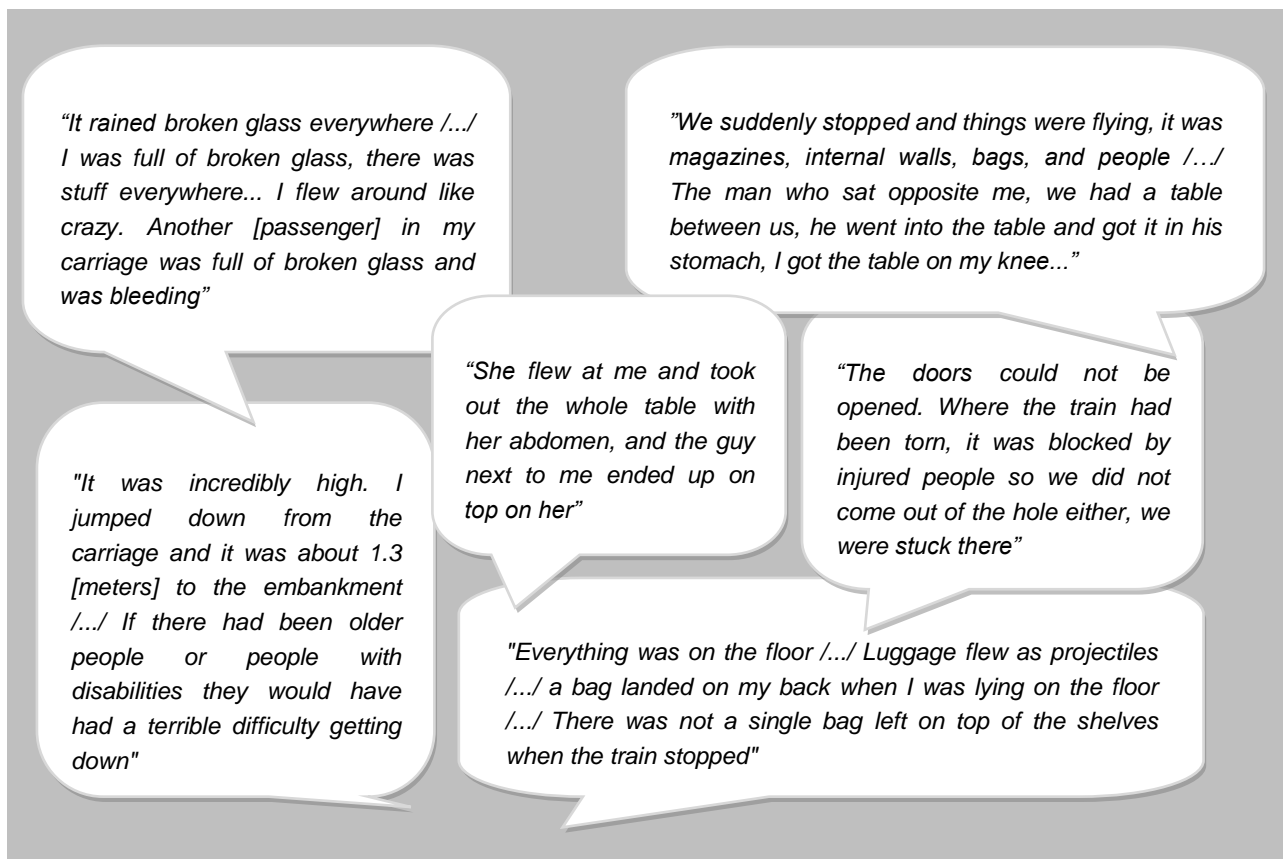 “It rained broken glass everywhere /.../
I was full of broken glass, there was
stuff everywhere... I flew around like
crazy. Another [passenger] in my
carriage was full of broken glass and
was bleeding”
”We suddenly stopped and things were flying, it was
magazines, internal walls, bags, and people /.../
The man who sat opposite me, we had a table
between us, he went into the table and got it in his
stomach, I got the table on my knee...”
“She flew at me and took
out the whole table with
her abdomen, and the guy
next to me ended up on
top on her”
“The doors could not be
opened. Where the train had
been torn, it was blocked by
injured people so we did not
come out of the hole either, we
were stuck there”
"It was incredibly high. I
jumped down from the
carriage and it was about 1.3
[meters] to the embankment
/.../ If there had been older
people or people with
disabilities they would have
had a terrible difficulty getting
down"
"Everything was on the floor /.../ Luggage flew as projectiles
/.../ a bag landed on my back when I was lying on the floor
/.../ There was not a single bag left on top of the shelves
when the train stopped"